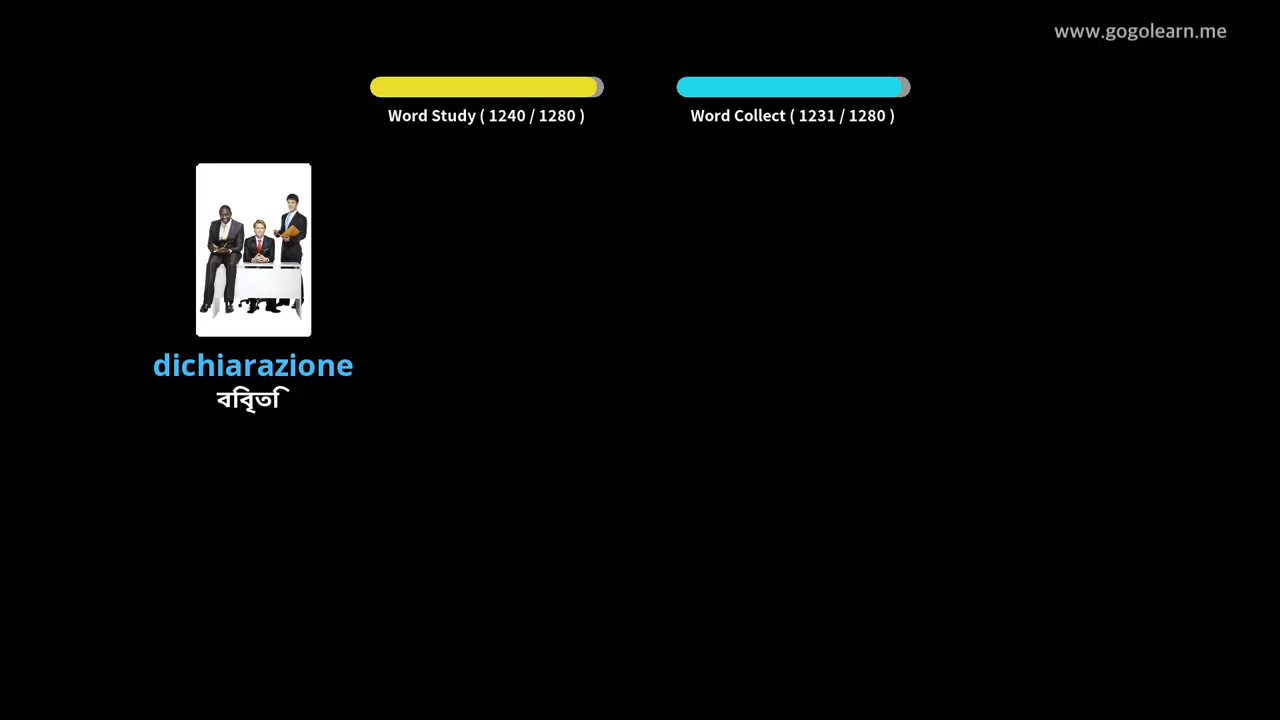 www.gogolearn.me
Word Study ( 1240 / 1280 )
Word Collect ( 1231 / 1280 )
dichiarazione
বিবৃতি